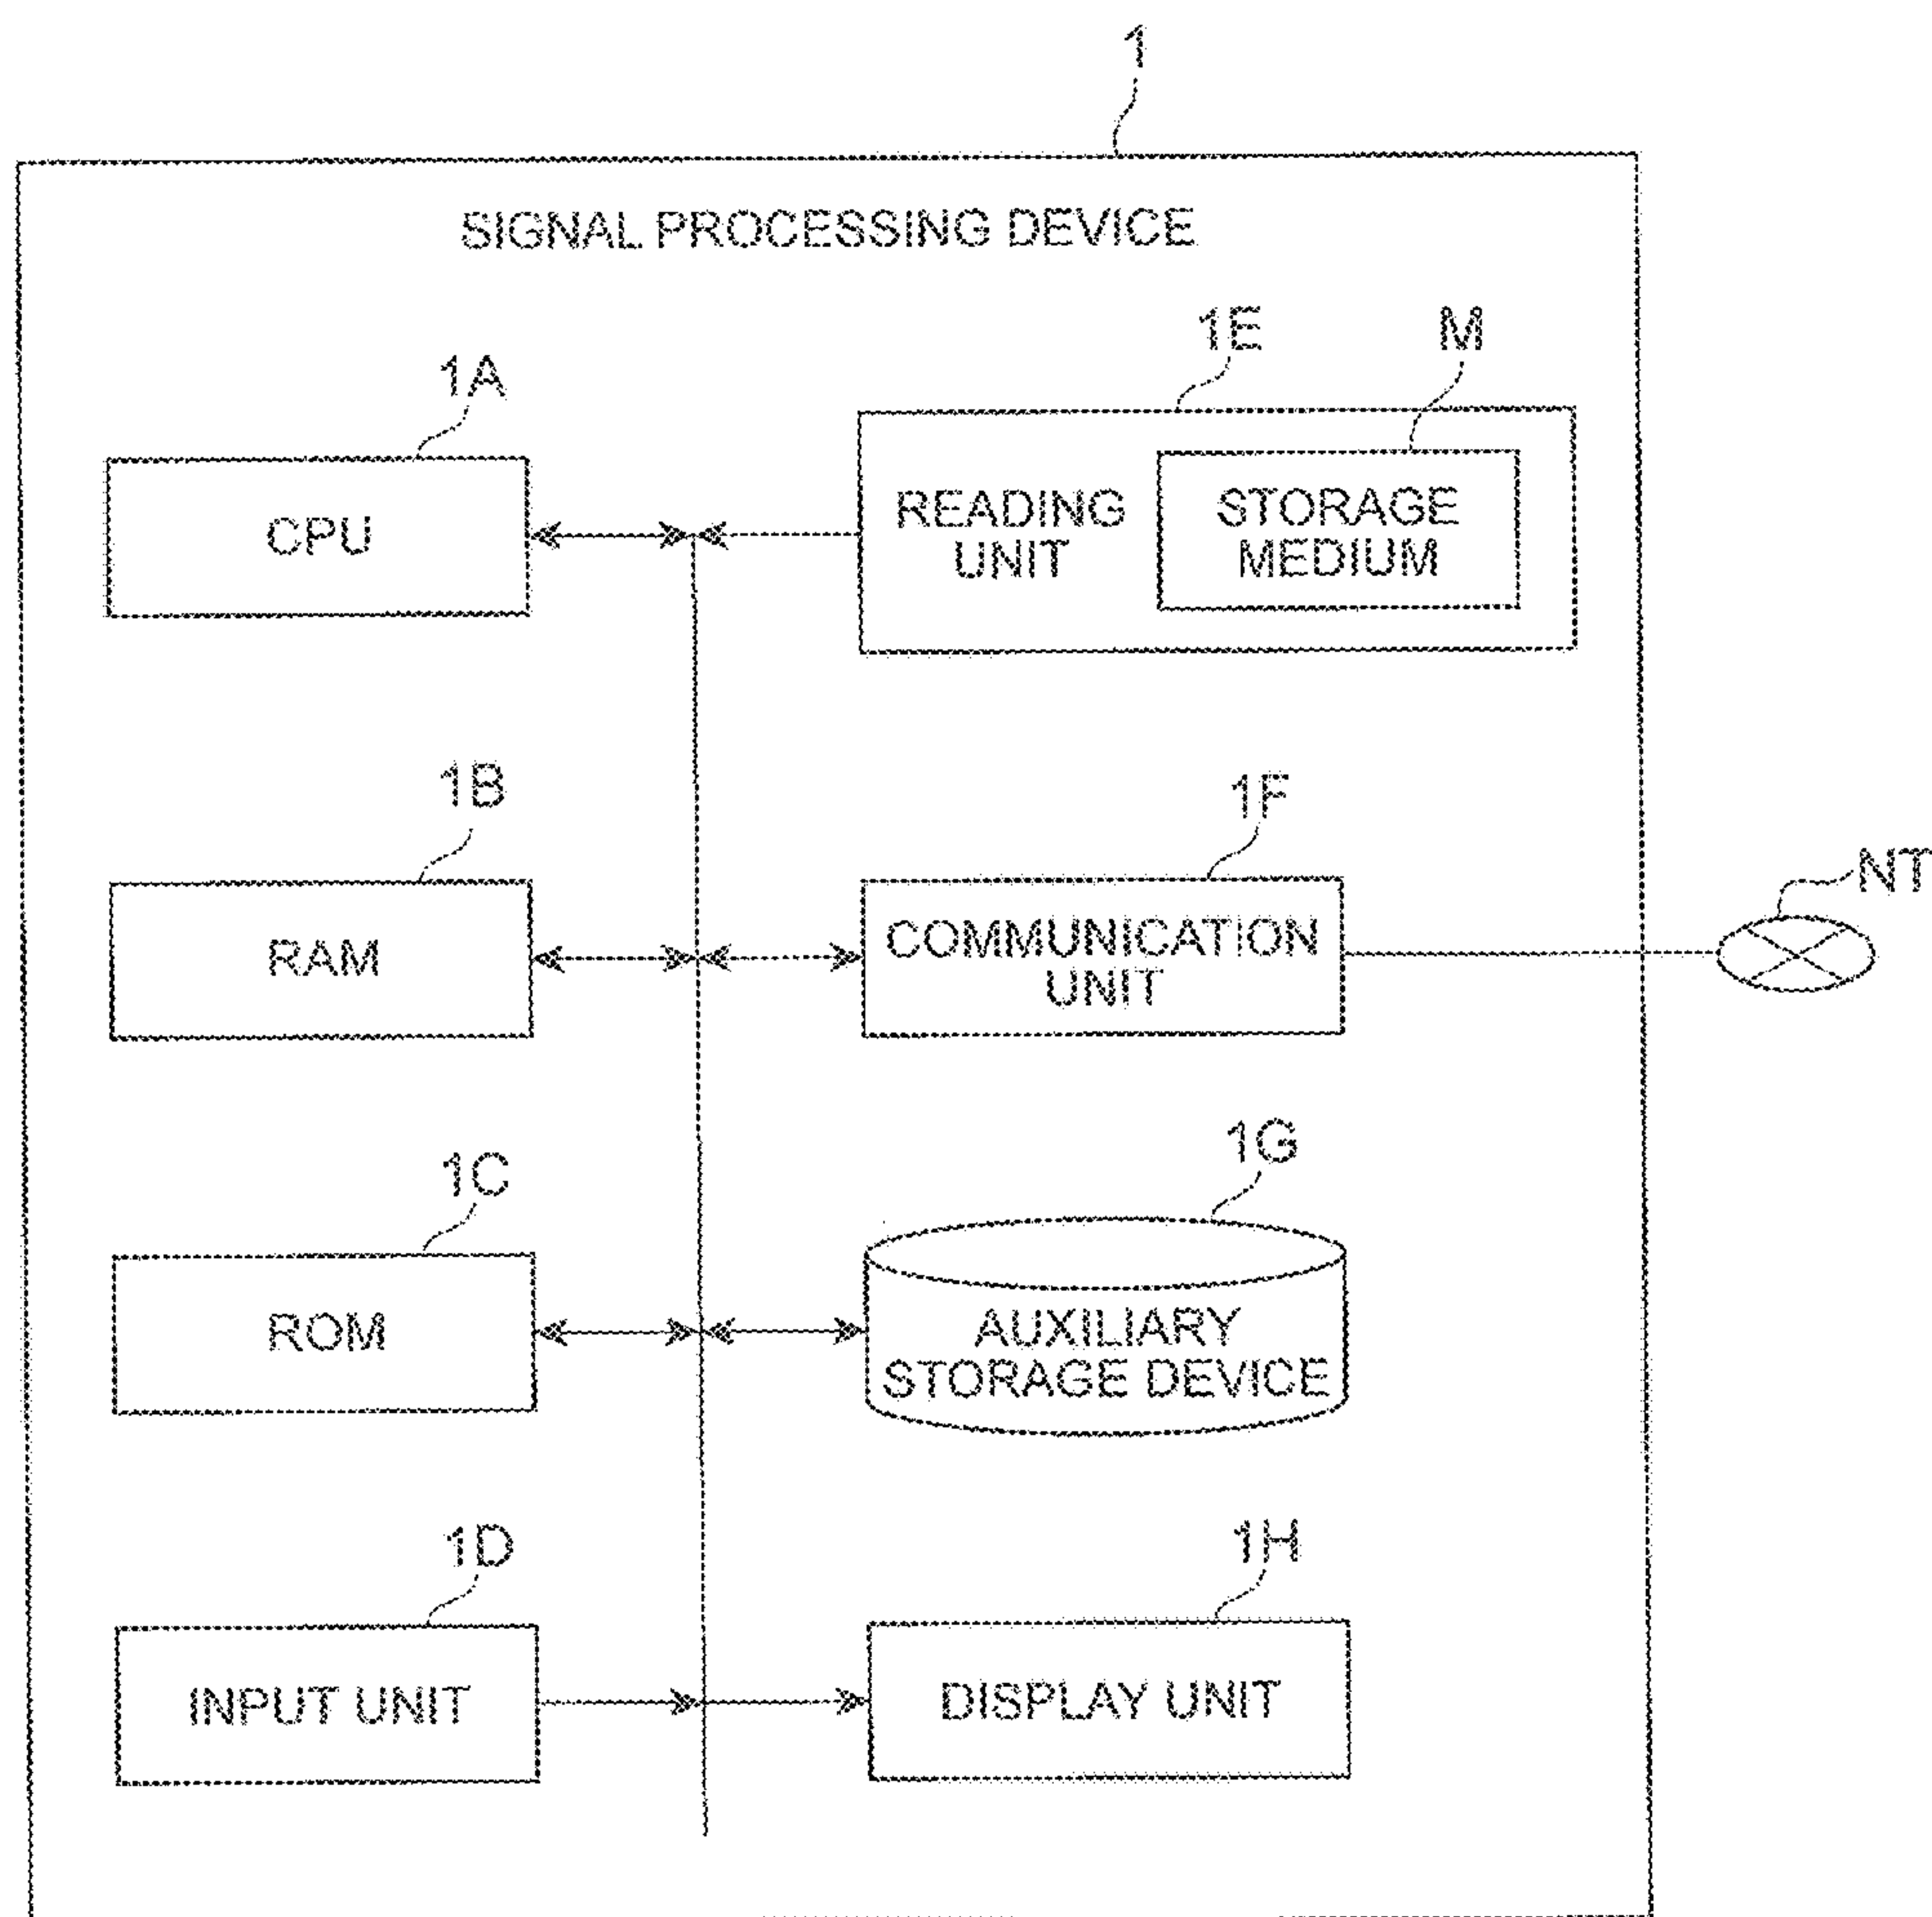 1
SIGNAL PROCESSING DEVICE
1E
M
1A
CPU
READING
UNIT
STORAGE
MEDIUM
1B
RAM
1F
COMMUNICATION
UNIT
NT
1C
ROM
1G
AUXILIARY
STORAGE DEVICE
1D
INPUT UNIT
1H
DISPLAY UNIT